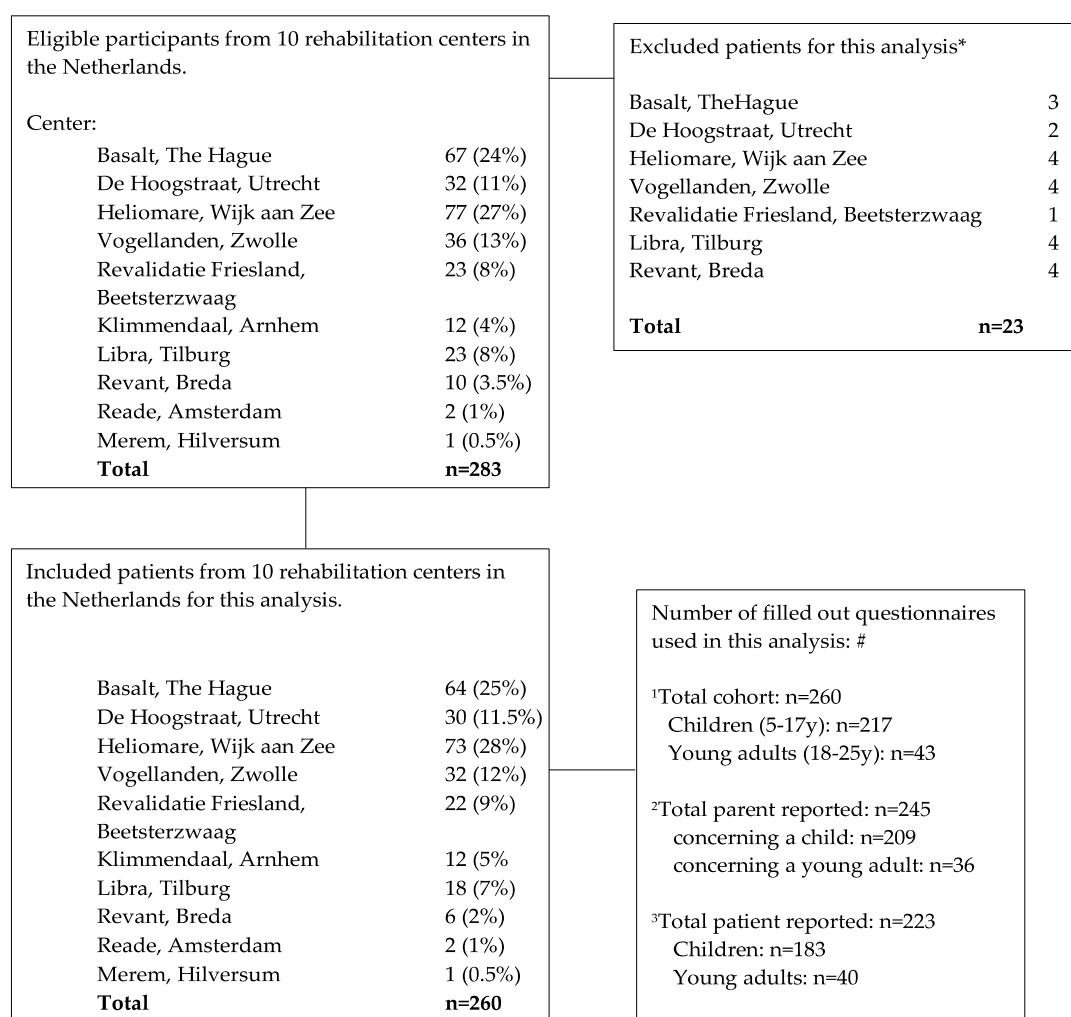 Eligible participants from 10 rehabilitation centers in
the Netherlands.
Center:
Basalt, The Hague 67 (24%)
De Hoogstraat, Utrecht 32 (11%)
Heliomare, Wijk aan Zee 77 (27%)
Vogellanden, Zwolle 36 (13%)
Revalidatie Friesland, 23 (8%)
Beetsterzwaag
Klimmendaal, Arnhem 12 (4%)
Libra, Tilburg 23 (8%)
Revant, Breda 10 (3.5%)
Reade, Amsterdam 2 (1%)
Merem, Hilversum 1 (0.5%)
Total n=283
Excluded patients for this analysis*
Basalt, TheHague 3
De Hoogstraat, Utrecht 2
Heliomare, Wijk aan Zee 4
Vogellanden, Zwolle 4
Revalidatie Friesland, Beetsterzwaag 1
Libra, Tilburg 4
Revant, Breda 4
Total n=23
Included patients from 10 rehabilitation centers in
the Netherlands for this analysis.
Basalt, The Hague 64 (25%)
De Hoogstraat, Utrecht 30 (11.5%)
Heliomare, Wijk aan Zee 73 (28%)
Vogellanden, Zwolle 32 (12%)
Revalidatie Friesland, 22 (9%)
Beetsterzwaag
Klimmendaal, Arnhem 12 (5%
Libra, Tilburg 18 (7%)
Revant, Breda 6 (2%)
Reade, Amsterdam 2 (1%)
Merem, Hilversum 1 (0.5%)
Total n=260
Number of filled out questionnaires
used in this analysis: #
¹Total cohort: n=260
Children (5-17y): n=217
Young adults (18-25y): n=43
²Total parent reported: n=245
concerning a child: n=209
concerning a young adult: n=36
³Total patient reported: n=223
Children: n=183
Young adults: n=40